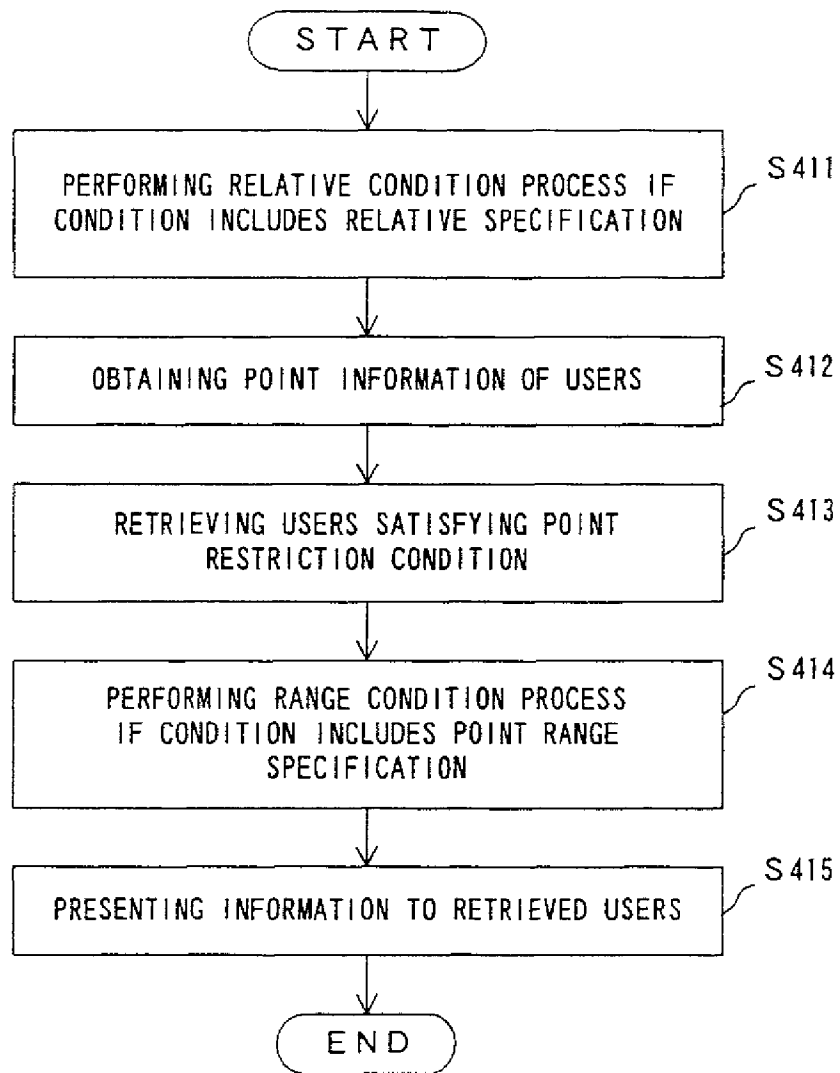 START
PERFORMING RELATIVE CONDITION PROCESS IF
CONDITION INCLUDES RELATIVE SPECIFICATION
S411
OBTAINING POINT INFORMATION OF USERS
S412
RETRIEVING USERS SATISFYING POINT
RESTRICTION CONDITION
S413
PERFORMING RANGE CONDITION PROCESS
IF CONDITION INCLUDES POINT RANGE
SPECIFICATION
S414
PRESENTING INFORMATION TO RETRIEVED USERS
S415
END